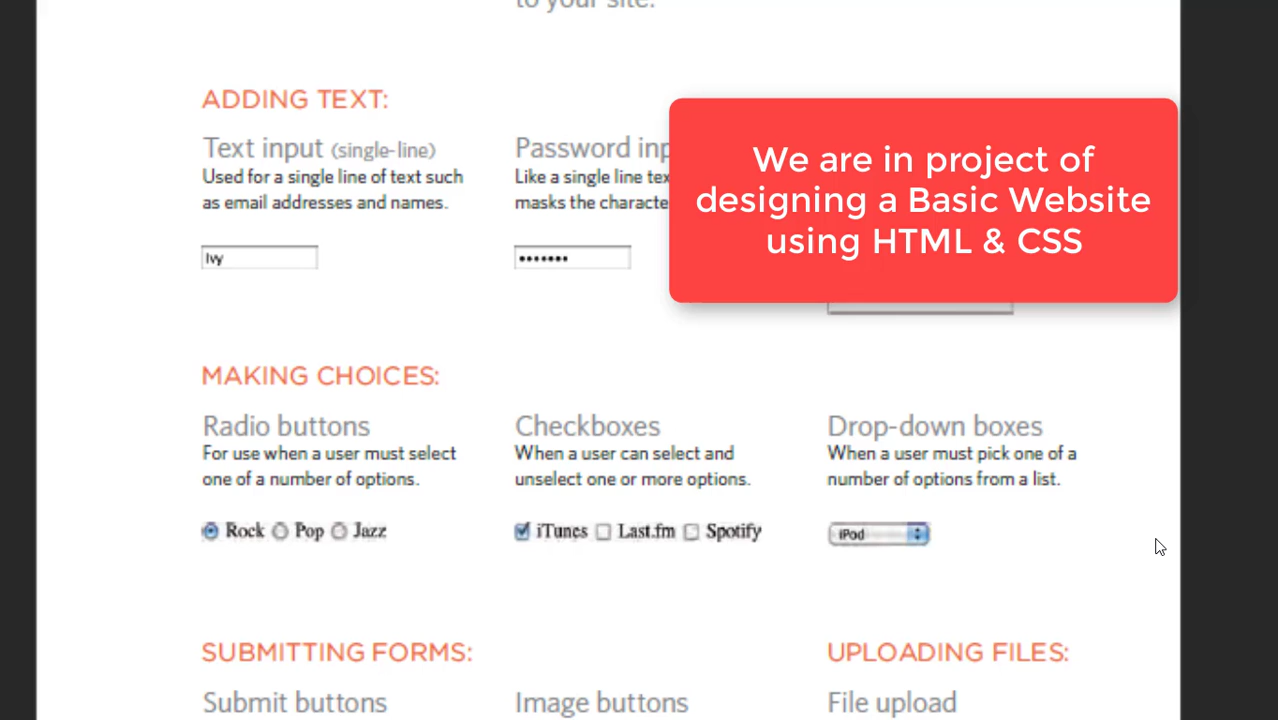 to your site.
ADDING TEXT:
Text input (single-line)
Used for a single line of text such
as email addresses and names.
Ivy
Password inp
Like a single line tex
masks the characte
•••••••
We are in project of
designing a Basic Website
using HTML & CSS
MAKING CHOICES:
Radio buttons
For use when a user must select
one of a number of options.
Rock Pop Jazz
Checkboxes
When a user can select and
unselect one or more options.
iTunes Last.fm Spotify
Drop-down boxes
When a user must pick one of a
number of options from a list.
iPod
SUBMITTING FORMS:
Submit buttons
Image buttons
UPLOADING FILES:
File upload